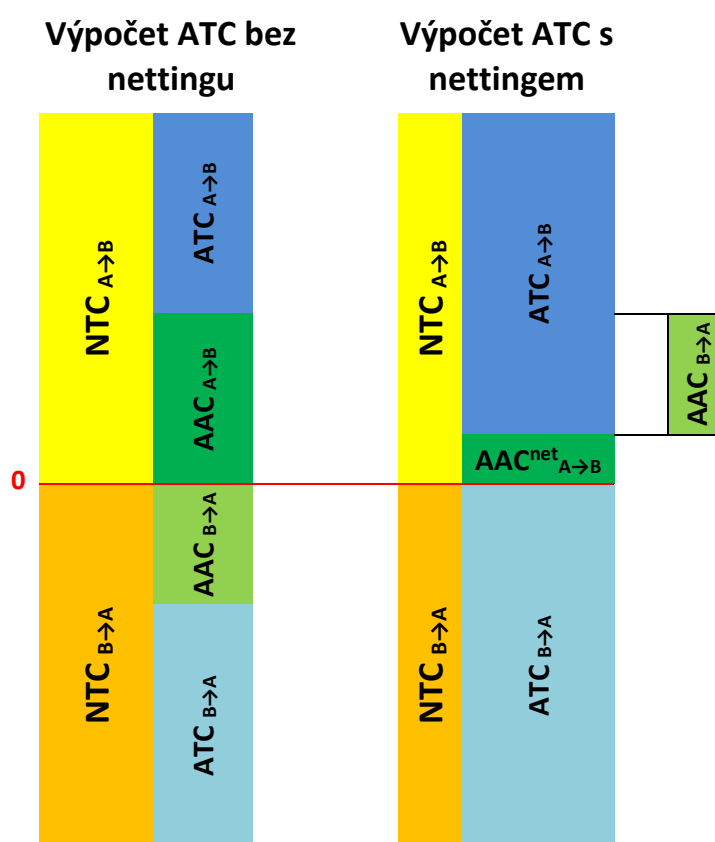 Výpočet ATC bez
nettingu
Výpočet ATC s
nettingem
NTC A→B
ATC A→B
AAC A→B
NTC A→B
ATC A→B
AAC B→A
AACnet A→B
0
AAC B→A
NTC B→A
ATC B→A
NTC B→A
ATC B→A